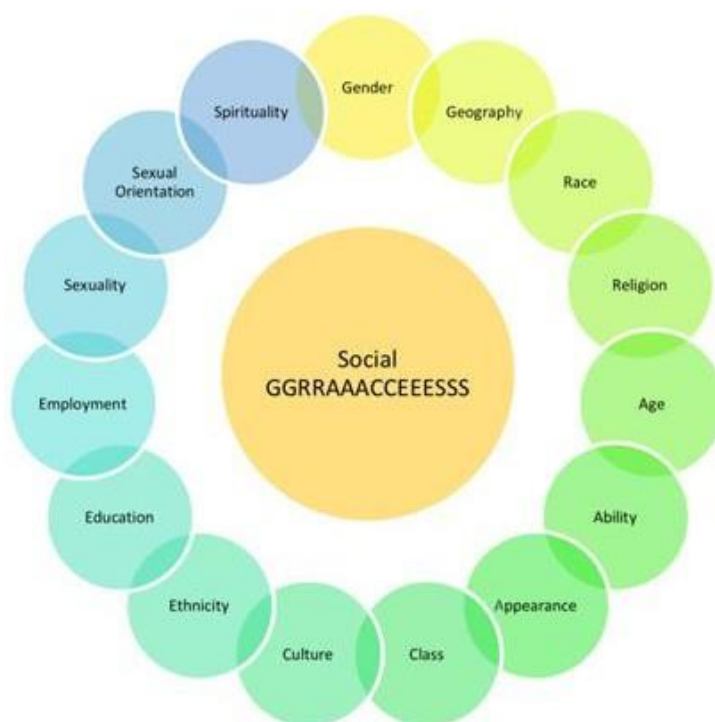 Gender
Geography
Race
Religion
Age
Ability
Appearance
Class
Culture
Ethnicity
Education
Employment
Sexuality
Sexual
Orientation
Spirituality
Social
GGRRAAACCEEESSS